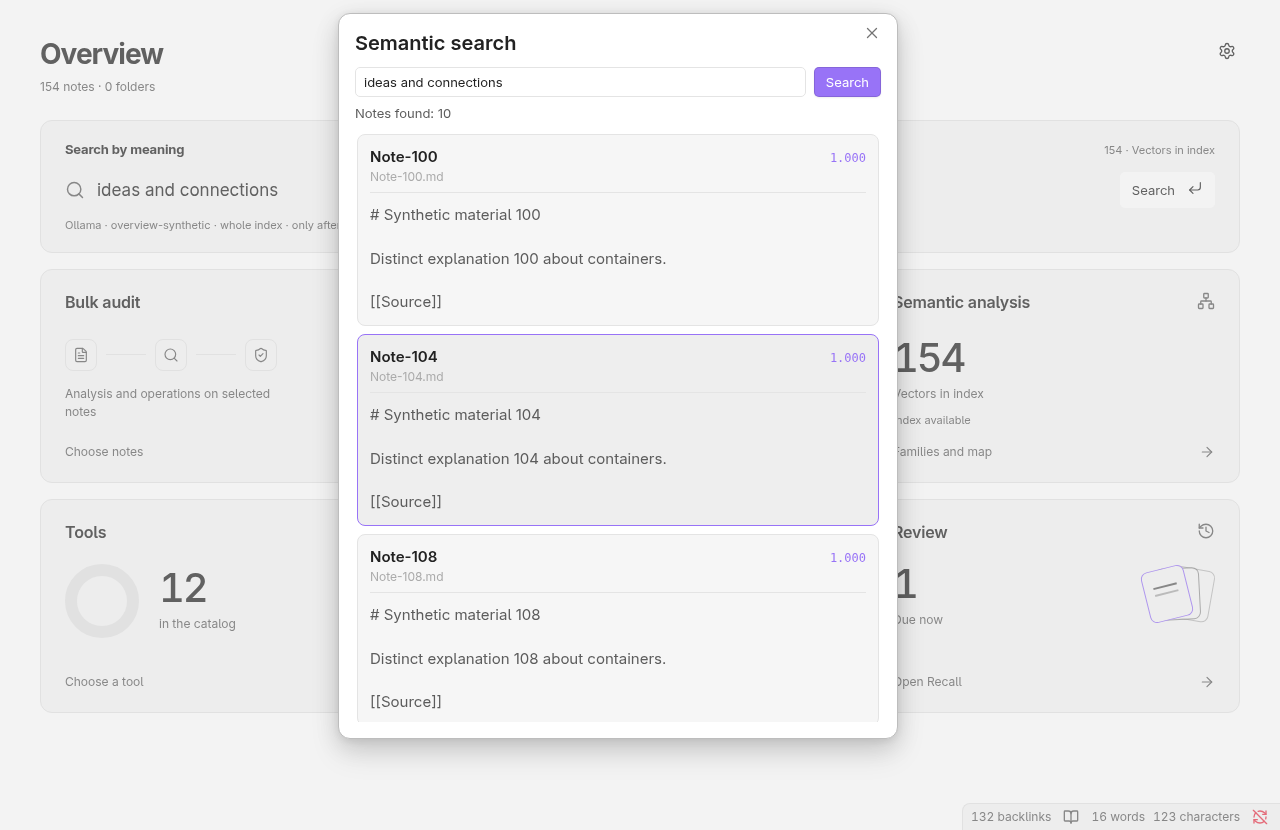 Overview
154 notes · 0 folders
Search by meaning
154 · Vectors in index
ideas and connections
Search
Ollama · overview-synthetic · whole index · only after
Bulk audit
Analysis and operations on selected
notes
Choose notes
Semantic analysis
154
Vectors in index
Index available
Families and map
Tools
12
in the catalog
Choose a tool
Review
1
Due now
Open Recall
Semantic search
ideas and connections
Search
Notes found: 10
Note-100
1.000
Note-100.md
# Synthetic material 100
Distinct explanation 100 about containers.
[[Source]]
Note-104
1.000
Note-104.md
# Synthetic material 104
Distinct explanation 104 about containers.
[[Source]]
Note-108
1.000
Note-108.md
# Synthetic material 108
Distinct explanation 108 about containers.
[[Source]]
132 backlinks
16 words
123 characters